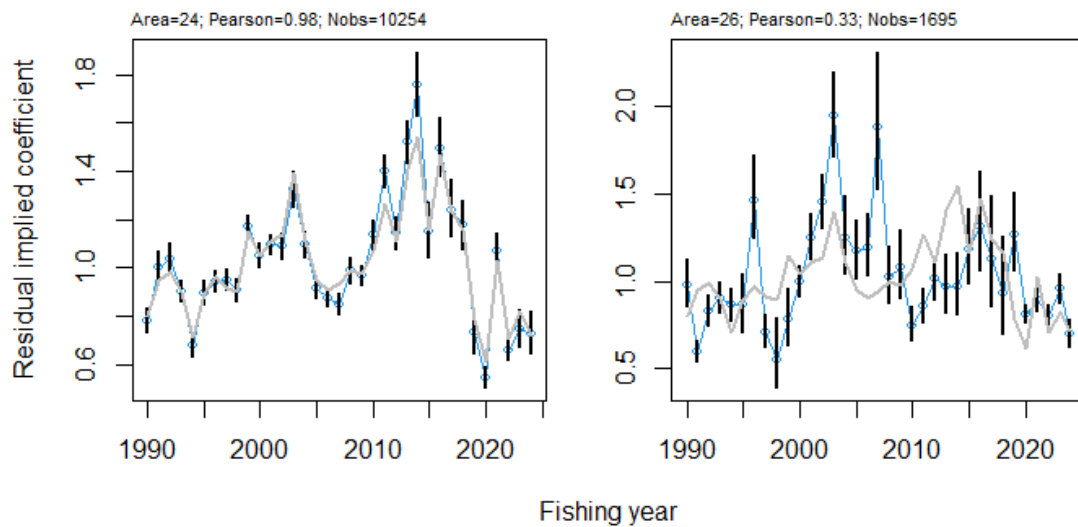 Area=24; Pearson=0.98; Nobs=10254
Area=26; Pearson=0.33; Nobs=1695
Residual implied coefficient
1.8
1.4
1.0
0.6
2.0
1.5
1.0
0.5
1990 2000 2010 2020
1990 2000 2010 2020
Fishing year